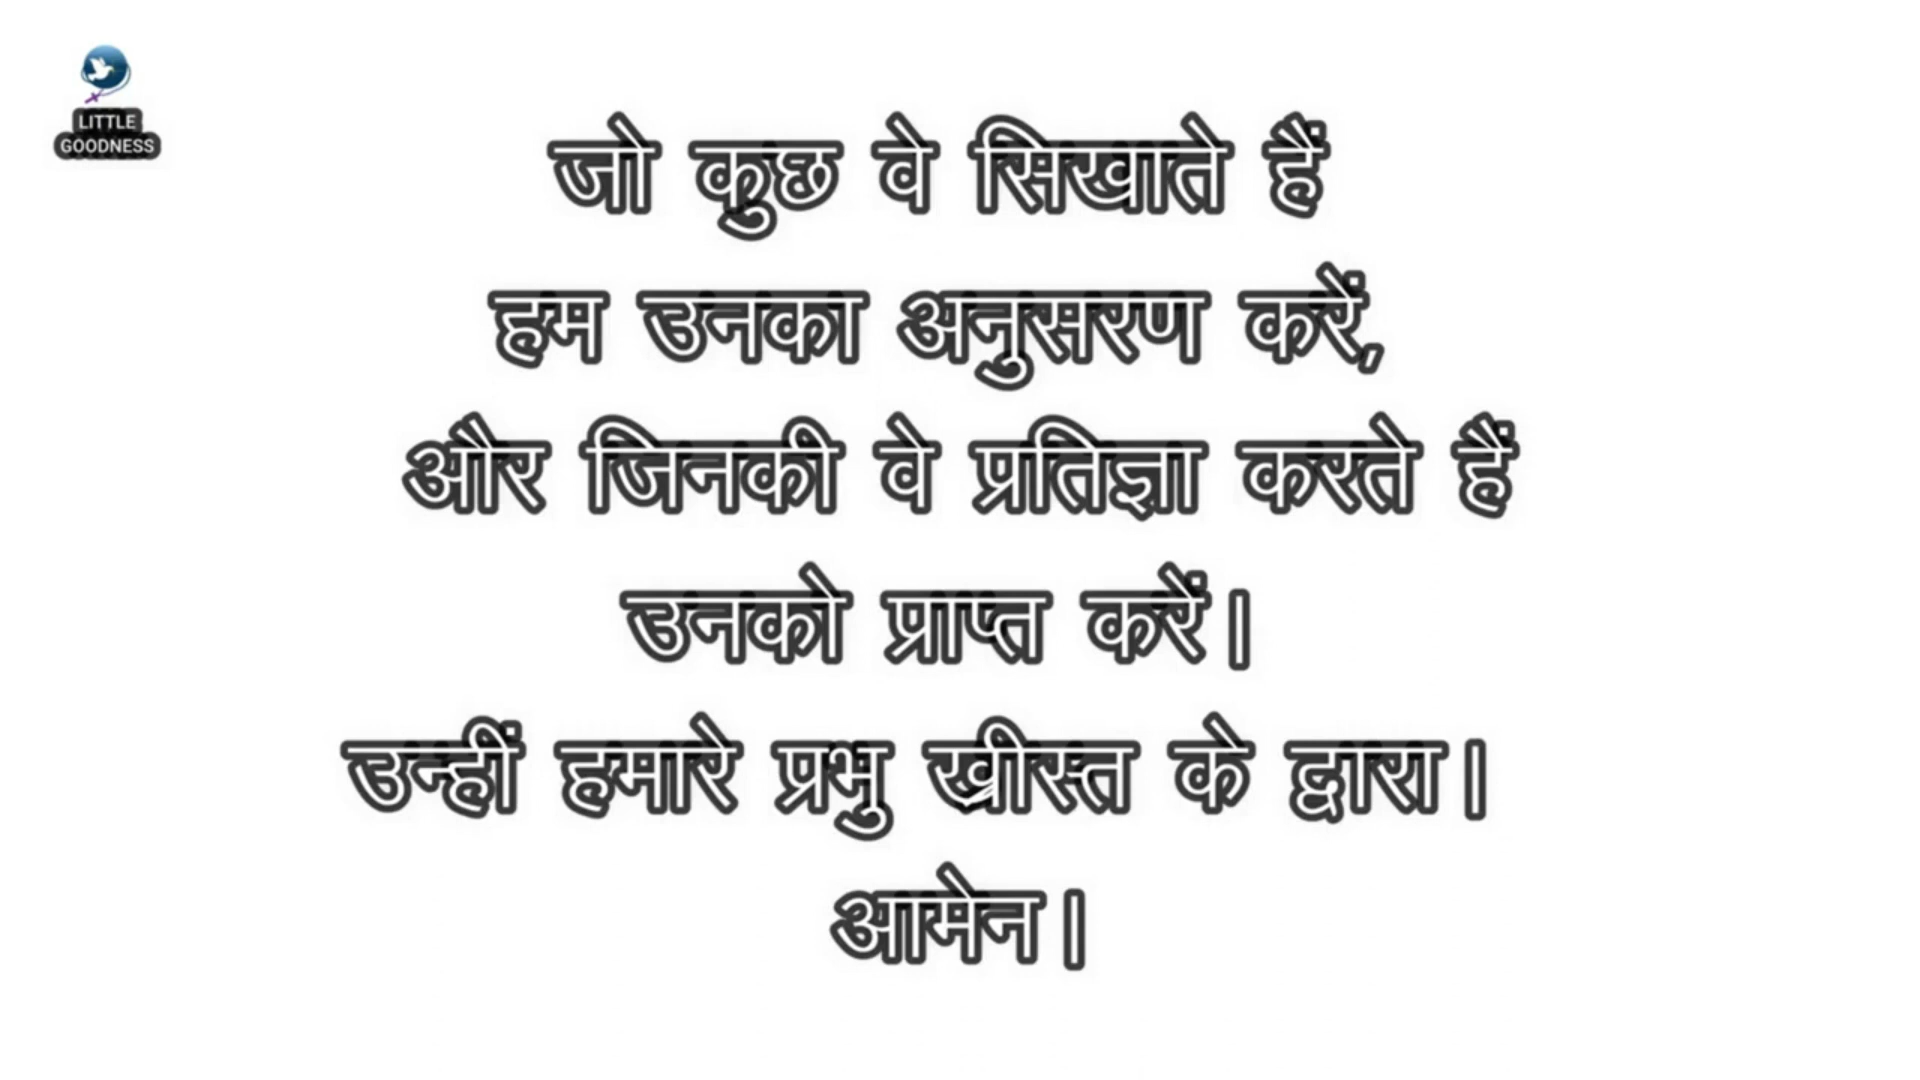 LITTLE
GOODNESS
जो कुछ वे सिखाते हैं
हम उनका अनुसरण करें,
और जिनकी वे प्रतिज्ञा करते हैं
उनको प्राप्त करें।
उन्हीं हमारे प्रभु ख्रीस्त के द्वारा।
आमेन।